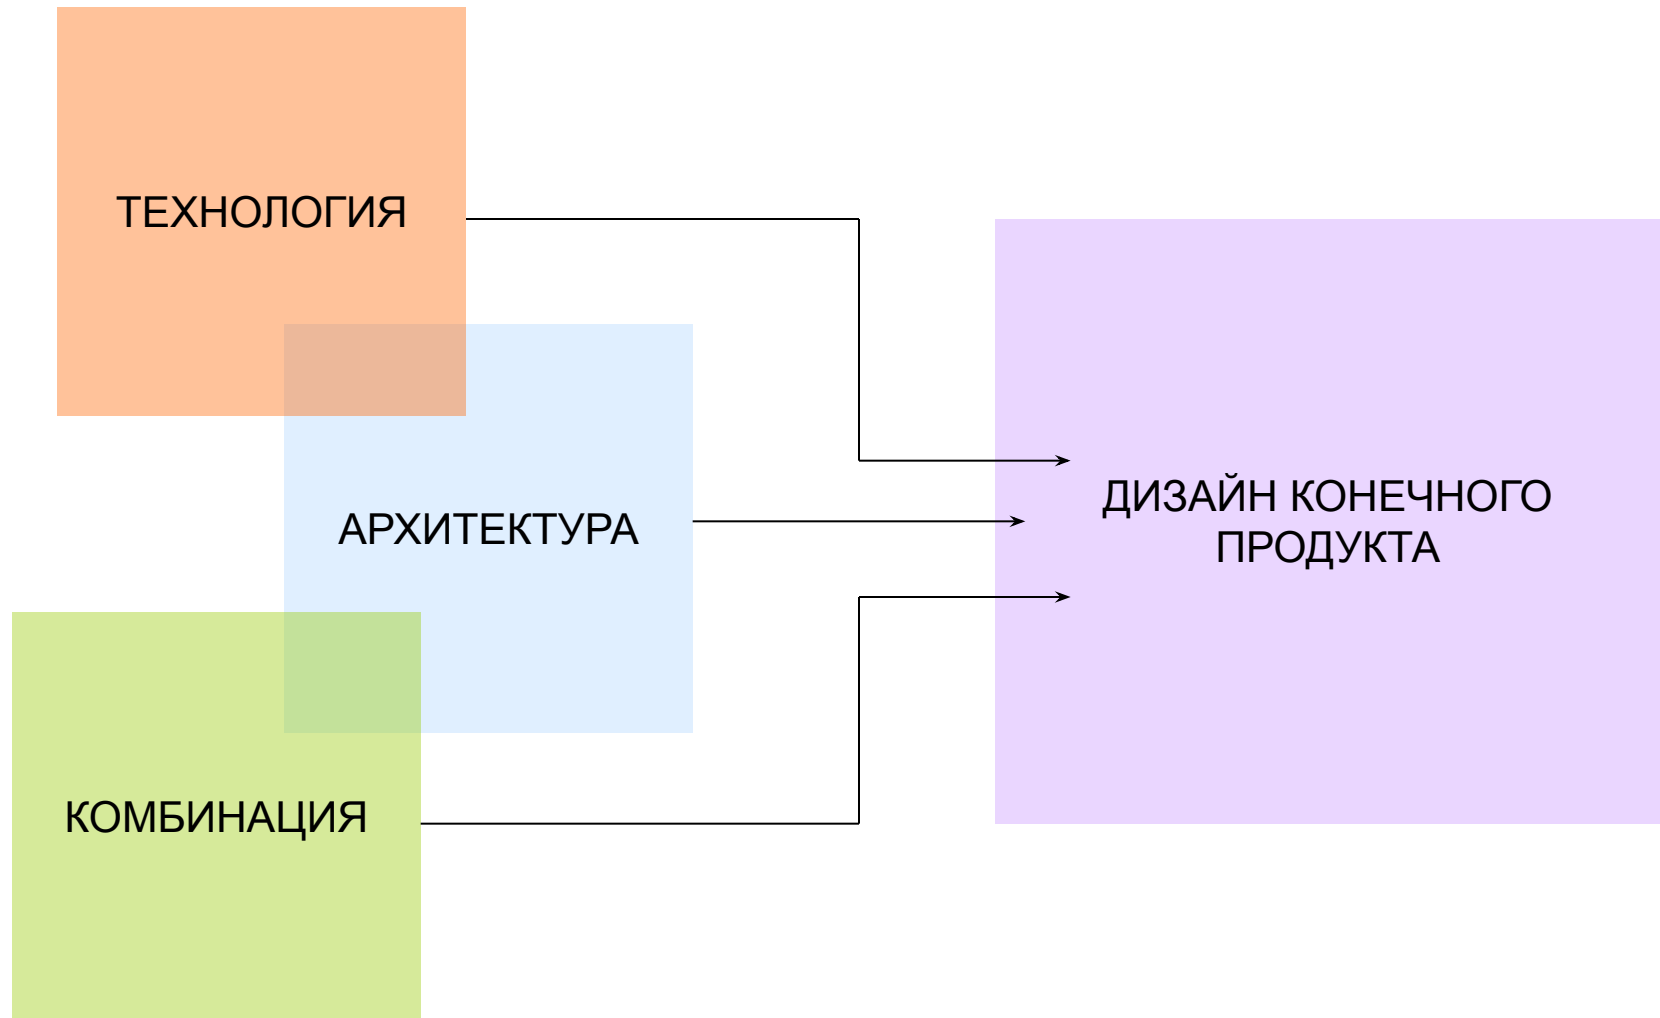 ТЕХНОЛОГИЯ
АРХИТЕКТУРА
КОМБИНАЦИЯ
ДИЗАЙН КОНЕЧНОГО
ПРОДУКТА